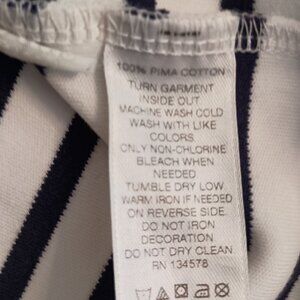 100% PIMA COTTON
TURN GARMENT
INSIDE OUT
MACHINE WASH COLD
WASH WITH LIKE
COLORS
ONLY NON-CHLORINE
BLEACH WHEN
NEEDED
TUMBLE DRY LOW
WARM IRON IF NEEDED
ON REVERSE SIDE.
DO NOT IRON
DECORATION
DO NOT DRY CLEAN
RN 134578